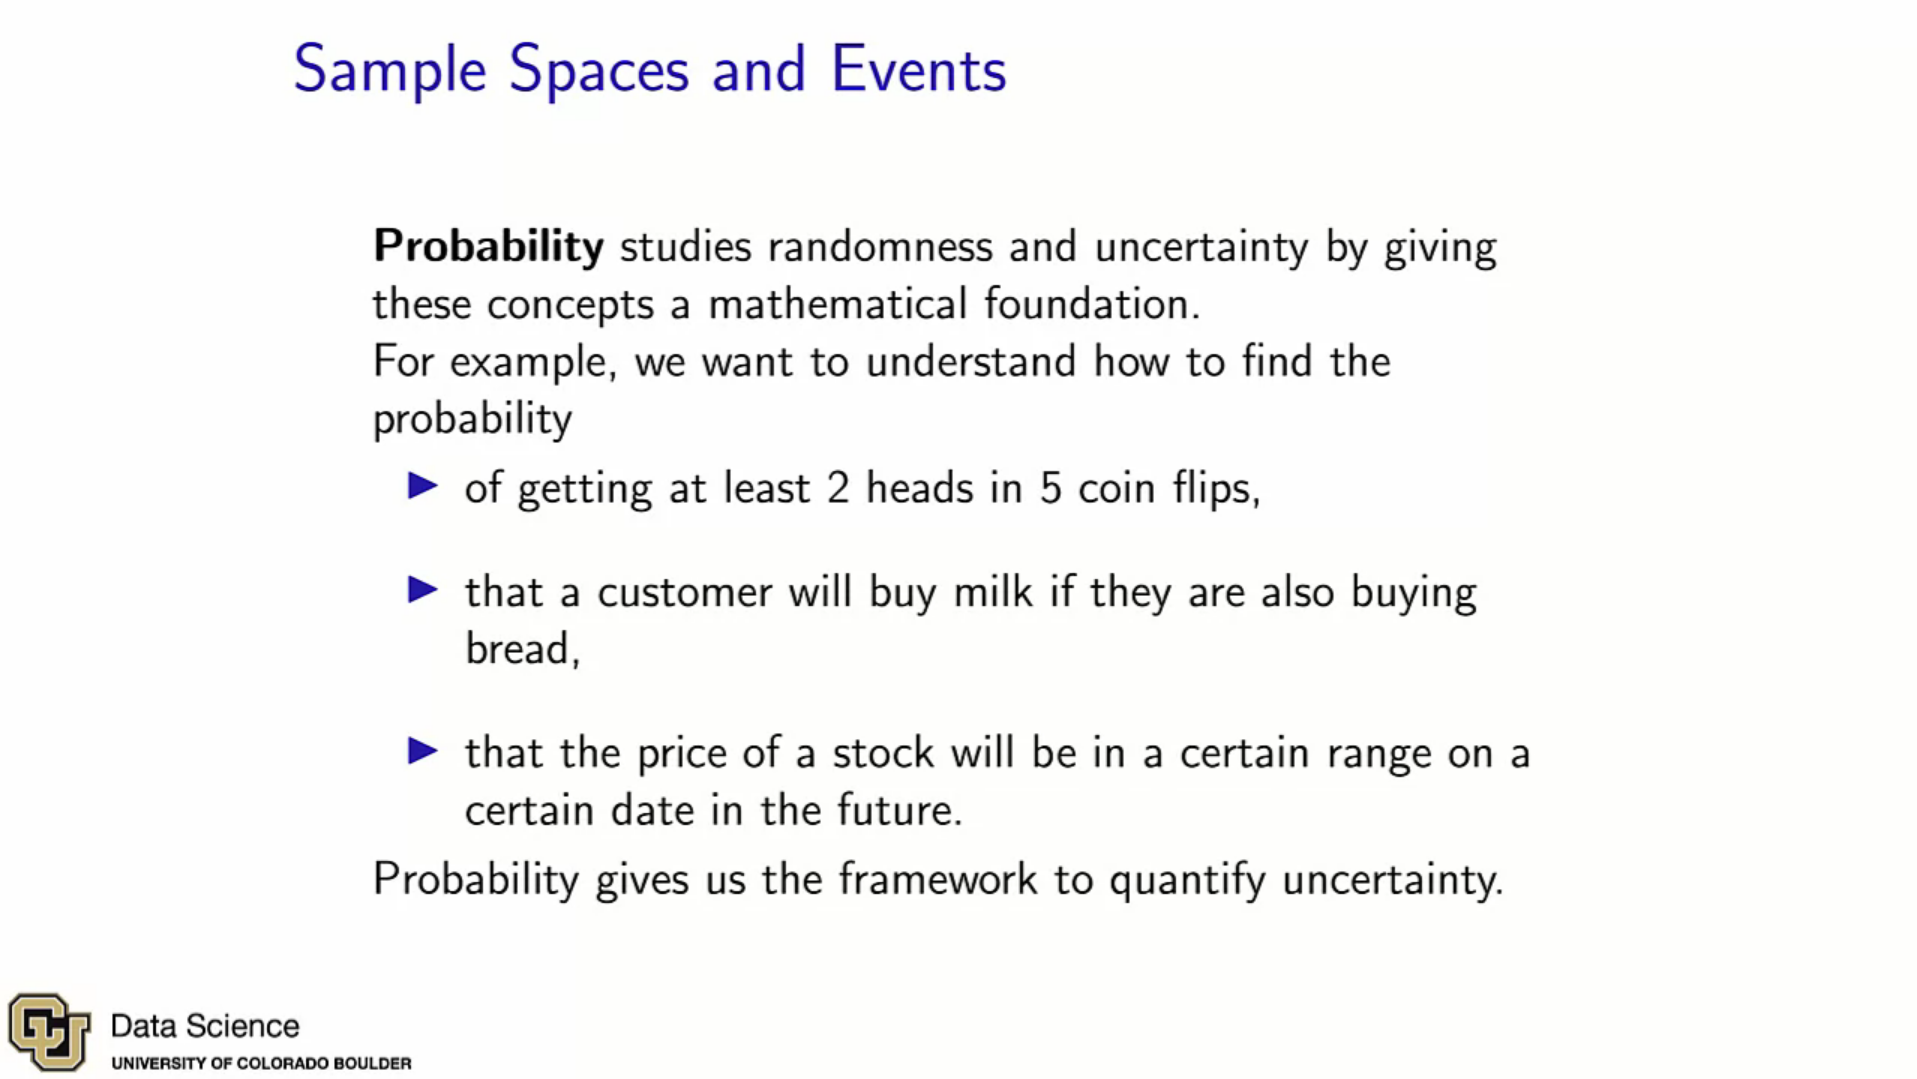 Sample Spaces and Events
Probability studies randomness and uncertainty by giving
these concepts a mathematical foundation.
For example, we want to understand how to find the
probability
▶ of getting at least 2 heads in 5 coin flips,
▶ that a customer will buy milk if they are also buying
bread,
▶ that the price of a stock will be in a certain range on a
certain date in the future.
Probability gives us the framework to quantify uncertainty.
CU
Data Science
UNIVERSITY OF COLORADO BOULDER